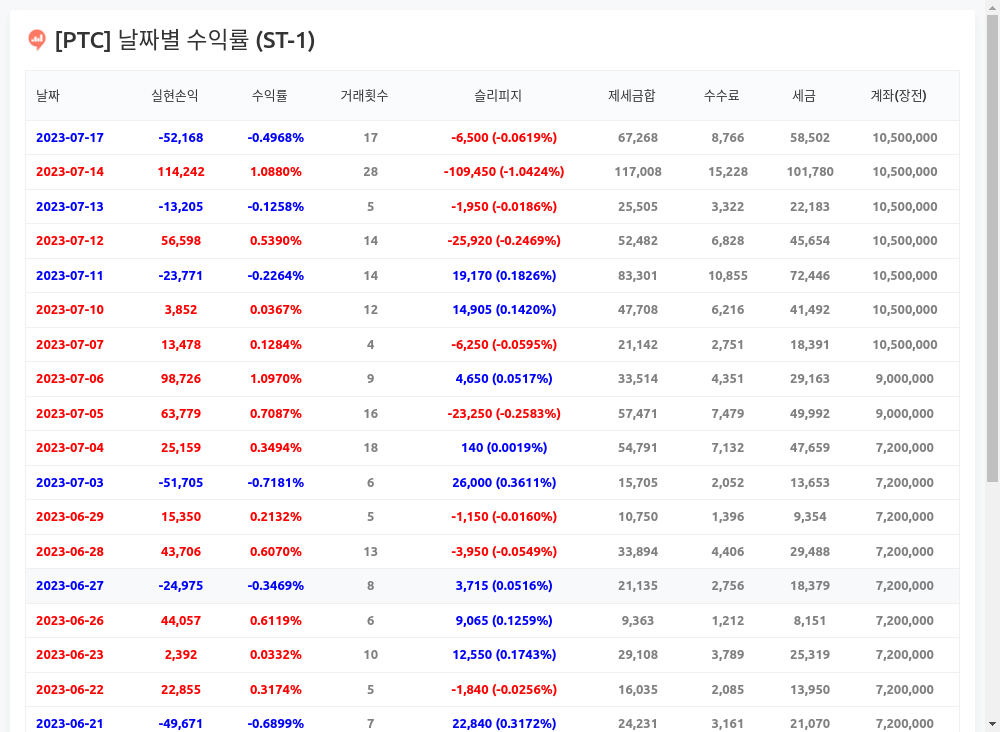 [PTC] 날짜별 수익률 (ST-1)
날짜 실현손익 수익률 거래횟수 슬리피지 제세금합 수수료 세금 계좌(장전)
2023-07-17 -52,168 -0.4968% 17 -6,500 (-0.0619%) 67,268 8,766 58,502 10,500,000
2023-07-14 114,242 1.0880% 28 -109,450 (-1.0424%) 117,008 15,228 101,780 10,500,000
2023-07-13 -13,205 -0.1258% 5 -1,950 (-0.0186%) 25,505 3,322 22,183 10,500,000
2023-07-12 56,598 0.5390% 14 -25,920 (-0.2469%) 52,482 6,828 45,654 10,500,000
2023-07-11 -23,771 -0.2264% 14 19,170 (0.1826%) 83,301 10,855 72,446 10,500,000
2023-07-10 3,852 0.0367% 12 14,905 (0.1420%) 47,708 6,216 41,492 10,500,000
2023-07-07 13,478 0.1284% 4 -6,250 (-0.0595%) 21,142 2,751 18,391 10,500,000
2023-07-06 98,726 1.0970% 9 4,650 (0.0517%) 33,514 4,351 29,163 9,000,000
2023-07-05 63,779 0.7087% 16 -23,250 (-0.2583%) 57,471 7,479 49,992 9,000,000
2023-07-04 25,159 0.3494% 18 140 (0.0019%) 54,791 7,132 47,659 7,200,000
2023-07-03 -51,705 -0.7181% 6 26,000 (0.3611%) 15,705 2,052 13,653 7,200,000
2023-06-29 15,350 0.2132% 5 -1,150 (-0.0160%) 10,750 1,396 9,354 7,200,000
2023-06-28 43,706 0.6070% 13 -3,950 (-0.0549%) 33,894 4,406 29,488 7,200,000
2023-06-27 -24,975 -0.3469% 8 3,715 (0.0516%) 21,135 2,756 18,379 7,200,000
2023-06-26 44,057 0.6119% 6 9,065 (0.1259%) 9,363 1,212 8,151 7,200,000
2023-06-23 2,392 0.0332% 10 12,550 (0.1743%) 29,108 3,789 25,319 7,200,000
2023-06-22 22,855 0.3174% 5 -1,840 (-0.0256%) 16,035 2,085 13,950 7,200,000
2023-06-21 -49,671 -0.6899% 7 22,840 (0.3172%) 24,231 3,161 21,070 7,200,000